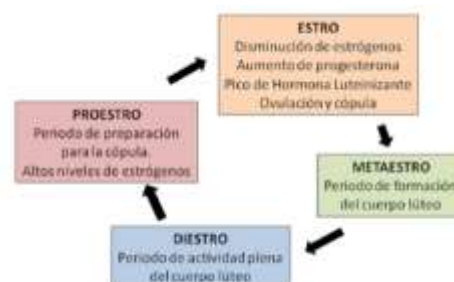 ESTRO
Disminución de estrógenos
Aumento de progesterona
Pico de Hormona Luteinizante
Ovulación y cópula
PROESTRO
Periodo de preparación
para la cópula.
Altos niveles de estrógenos
METAESTRO
Periodo de formación
del cuerpo lúteo
DIESTRO
Periodo de actividad plena
del cuerpo lúteo